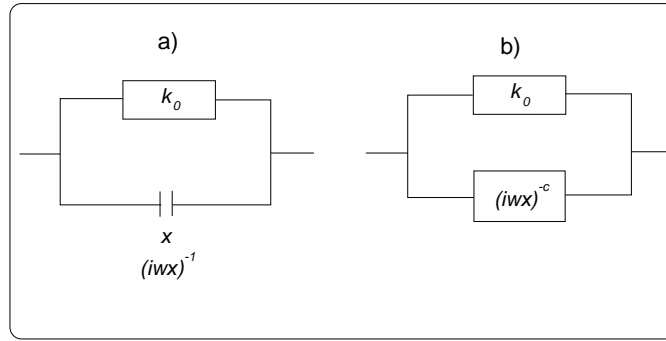 a)
k₀
x
(iwx)⁻¹
b)
k₀
(iwx)⁻ᶜ